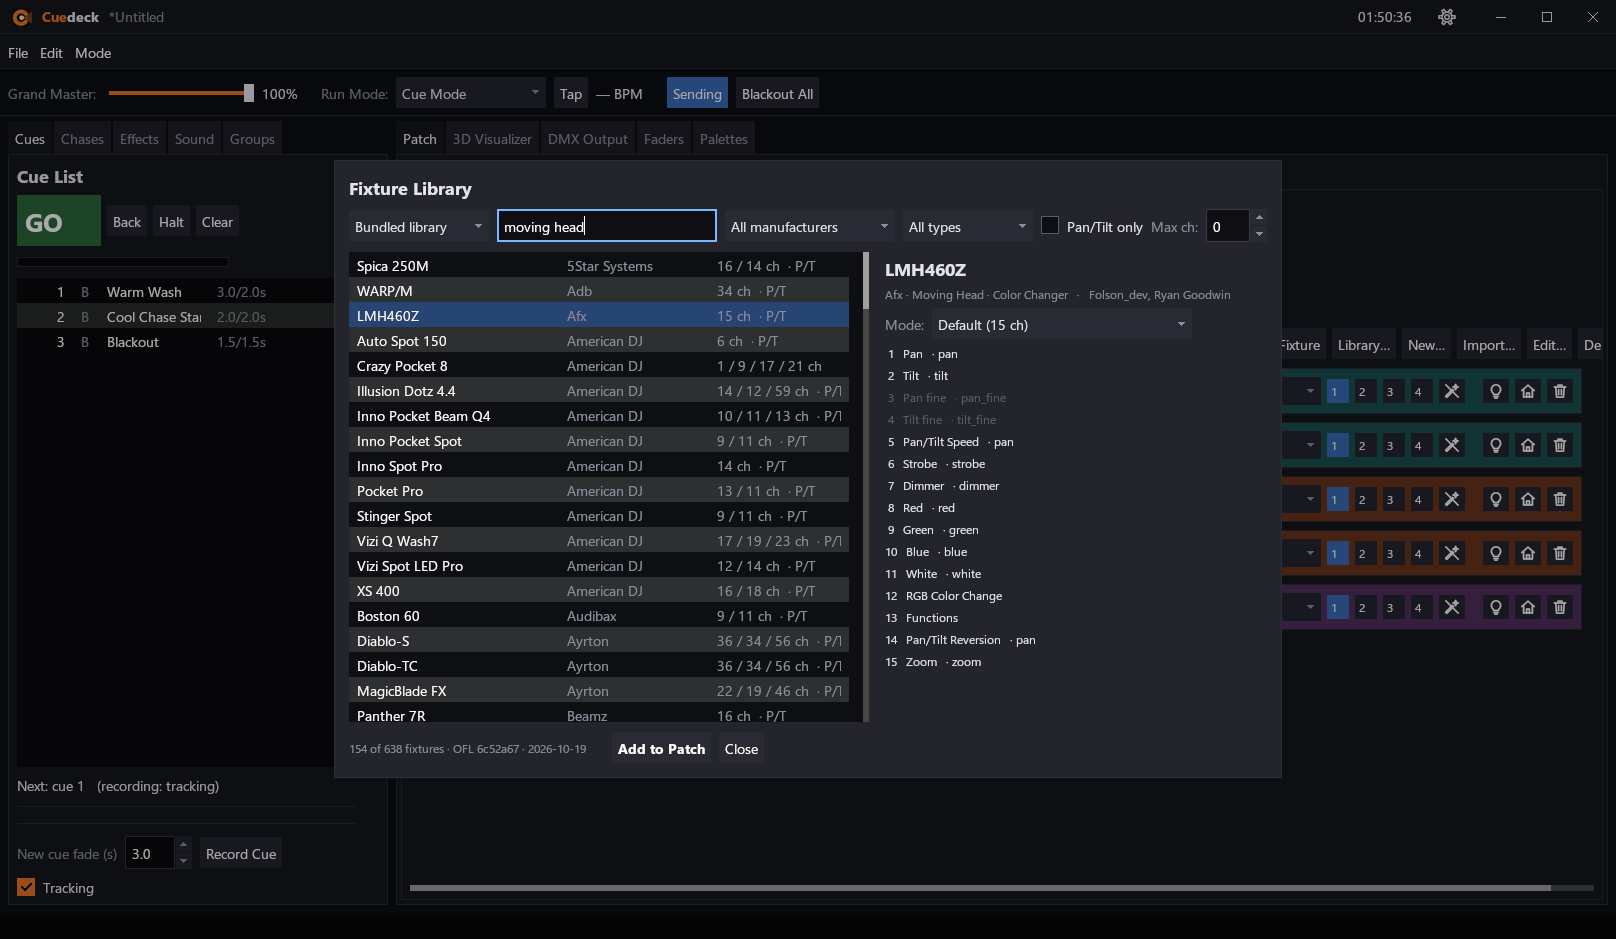 Cuedeck *Untitled 01:50:36
File Edit Mode
Grand Master: 100% Run Mode: Cue Mode Tap — BPM Sending Blackout All
Cues Chases Effects Sound Groups Patch 3D Visualizer DMX Output Faders Palettes
Cue List
GO Back Halt Clear
1 B Warm Wash 3.0/2.0s
2 B Cool Chase Star 2.0/2.0s
3 B Blackout 1.5/1.5s
Next: cue 1 (recording: tracking)
New cue fade (s) 3.0 Record Cue
Tracking
Fixture Library
Bundled library moving head All manufacturers All types Pan/Tilt only Max ch: 0
Spica 250M 5Star Systems 16 / 14 ch · P/T
WARP/M Adb 34 ch · P/T
LMH460Z Afx 15 ch · P/T
Auto Spot 150 American DJ 6 ch · P/T
Crazy Pocket 8 American DJ 1 / 9 / 17 / 21 ch
Illusion Dotz 4.4 American DJ 14 / 12 / 59 ch · P/T
Inno Pocket Beam Q4 American DJ 10 / 11 / 13 ch · P/T
Inno Pocket Spot American DJ 9 / 11 ch · P/T
Inno Spot Pro American DJ 14 ch · P/T
Pocket Pro American DJ 13 / 11 ch · P/T
Stinger Spot American DJ 9 / 11 ch · P/T
Vizi Q Wash7 American DJ 17 / 19 / 23 ch · P/T
Vizi Spot LED Pro American DJ 12 / 14 ch · P/T
XS 400 American DJ 16 / 18 ch · P/T
Boston 60 Audibax 9 / 11 ch · P/T
Diablo-S Ayrton 36 / 34 / 56 ch · P/T
Diablo-TC Ayrton 36 / 34 / 56 ch · P/T
MagicBlade FX Ayrton 22 / 19 / 46 ch · P/T
Panther 7R Beamz 16 ch · P/T
154 of 638 fixtures · OFL 6c52a67 · 2026-10-19 Add to Patch Close
LMH460Z
Afx · Moving Head · Color Changer · Folson_dev, Ryan Goodwin
Mode: Default (15 ch)
1 Pan · pan
2 Tilt · tilt
3 Pan fine · pan_fine
4 Tilt fine · tilt_fine
5 Pan/Tilt Speed · pan
6 Strobe · strobe
7 Dimmer · dimmer
8 Red · red
9 Green · green
10 Blue · blue
11 White · white
12 RGB Color Change
13 Functions
14 Pan/Tilt Reversion · pan
15 Zoom · zoom
Fixture Library... New... Import... Edit... De
1 2 3 4
1 2 3 4
1 2 3 4
1 2 3 4
1 2 3 4